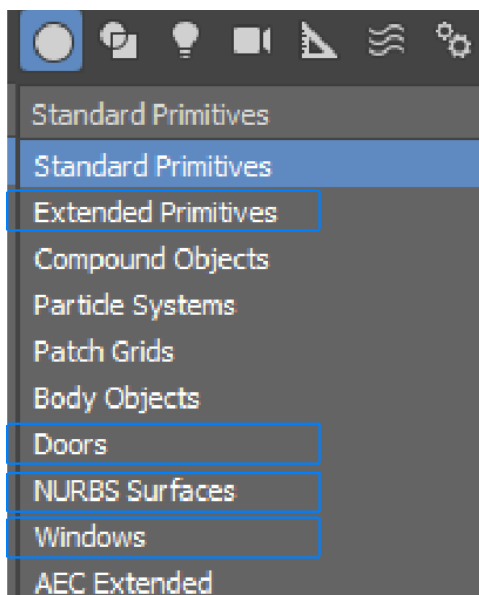 Standard Primitives
Standard Primitives
Extended Primitives
Compound Objects
Particle Systems
Patch Grids
Body Objects
Doors
NURBS Surfaces
Windows
AEC Extended